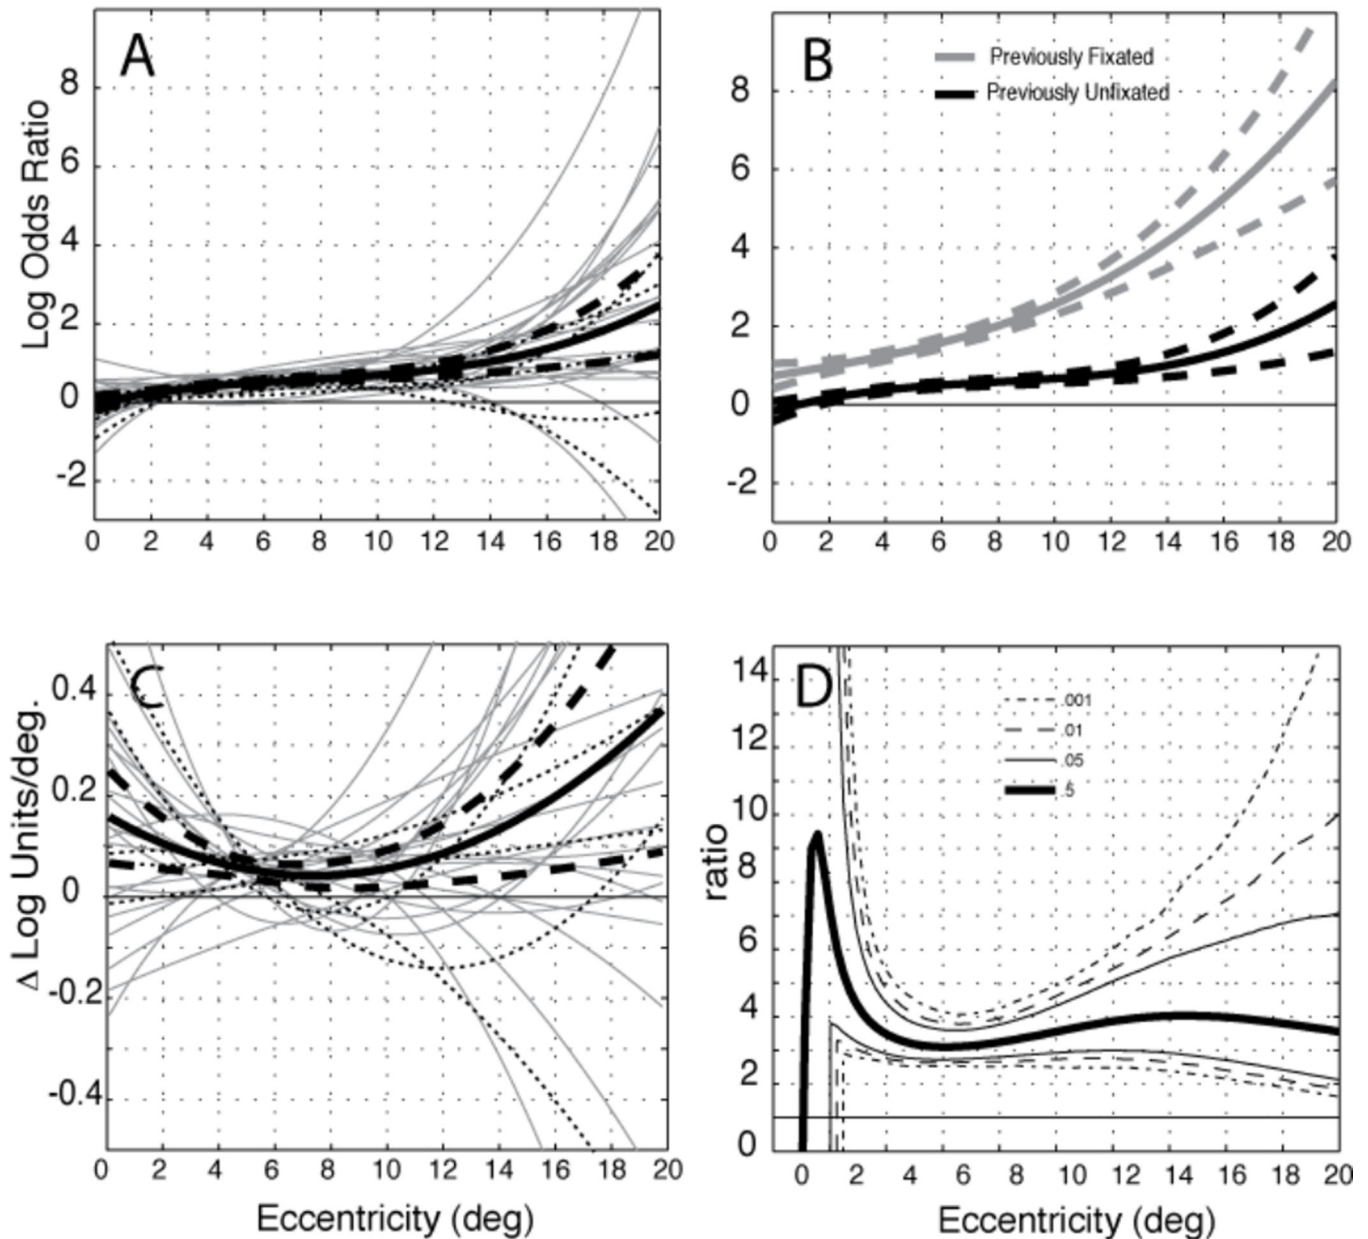 A
Log Odds Ratio
8
6
4
2
0
-2
0 2 4 6 8 10 12 14 16 18 20
B
Previously Fixated
Previously Unfixated
8
6
4
2
0
-2
0 2 4 6 8 10 12 14 16 18 20
C
Δ Log Units/deg.
0.4
0.2
0
-0.2
-0.4
0 2 4 6 8 10 12 14 16 18 20
Eccentricity (deg)
D
.001
.01
.05
.5
ratio
14
12
10
8
6
4
2
0
0 2 4 6 8 10 12 14 16 18 20
Eccentricity (deg)